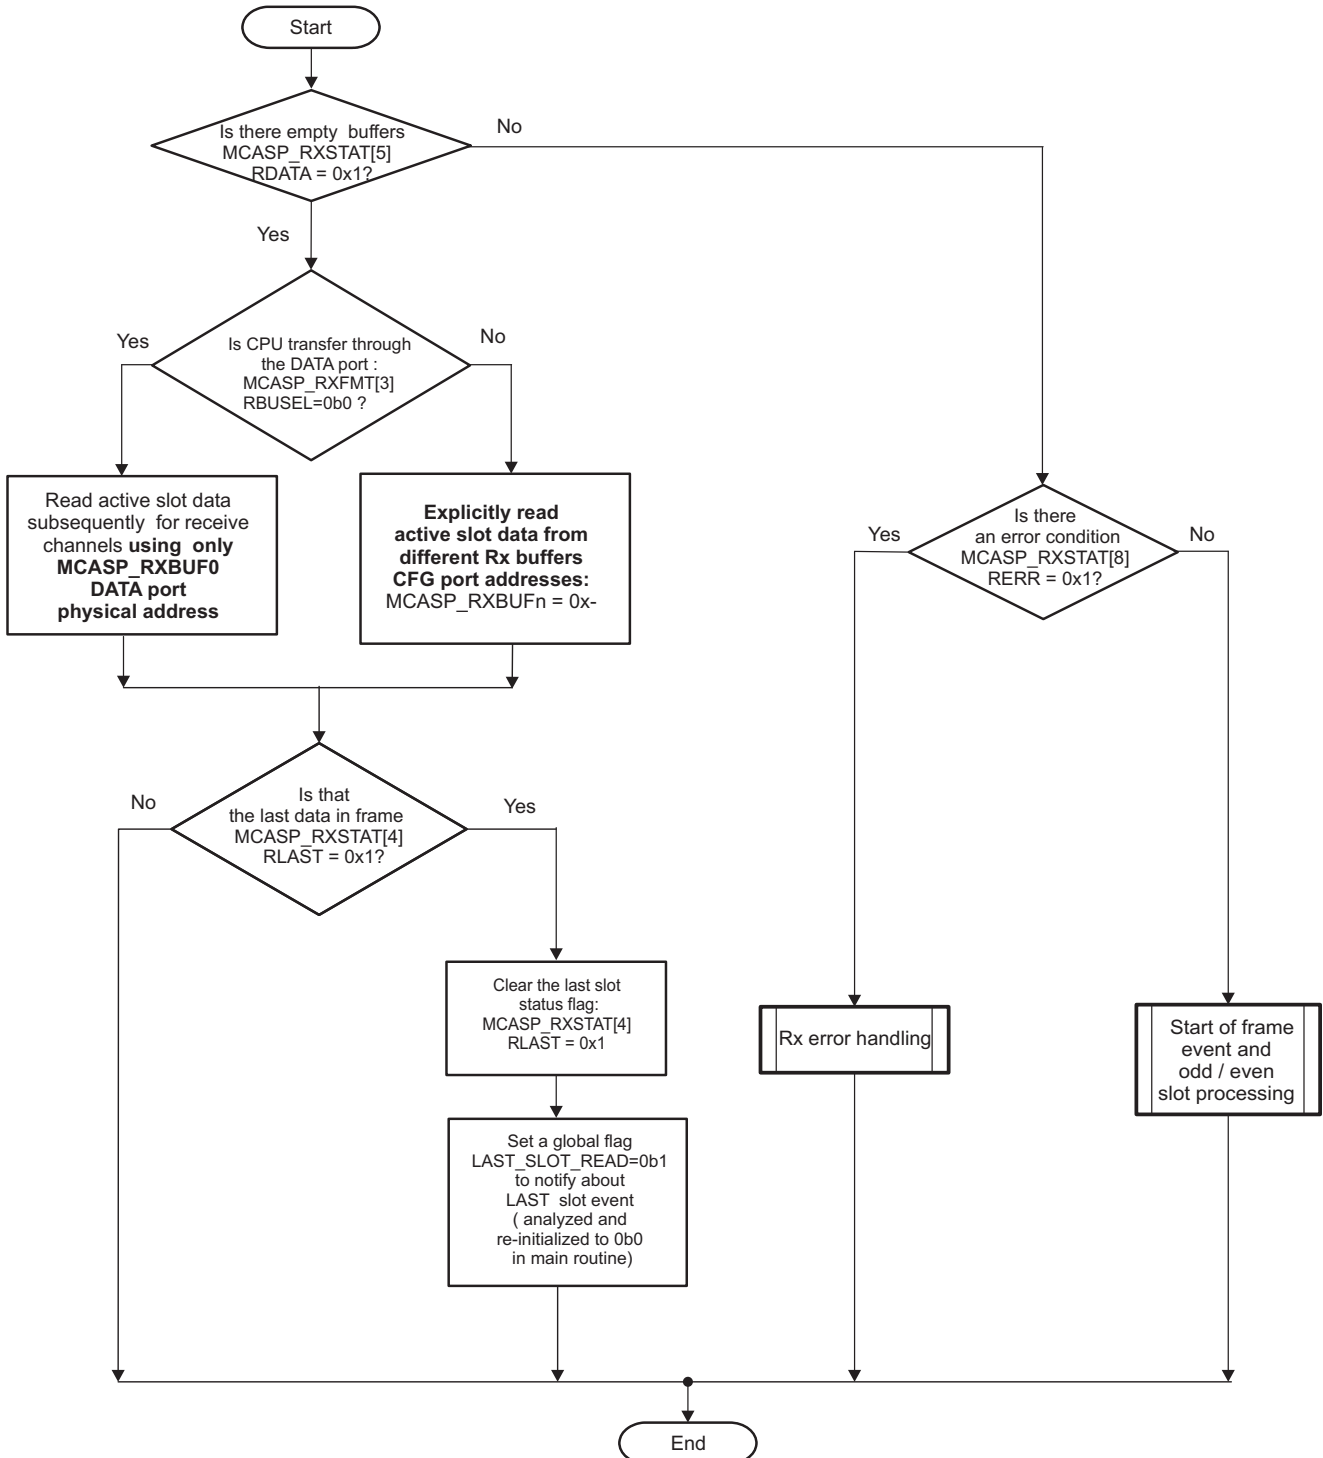 Start
Is there empty  buffers
MCASP_RXSTAT[5]
RDATA = 0x1?
No
Yes
Is CPU transfer through
the DATA port :
MCASP_RXFMT[3]
RBUSEL=0b0 ?
Yes
No
Read active slot data
subsequently  for receive
channels using  only
MCASP_RXBUF0
DATA port
physical address
Explicitly read
active slot data from
different Rx buffers
CFG port addresses:
MCASP_RXBUFn = 0x-
Is there
an error condition
MCASP_RXSTAT[8]
RERR = 0x1?
Yes
No
Is that
the last data in frame
MCASP_RXSTAT[4]
RLAST = 0x1?
No
Yes
Clear the last slot
status flag:
MCASP_RXSTAT[4]
RLAST = 0x1
Rx error handling
Start of frame
event and
odd / even
slot processing
Set a global flag
LAST_SLOT_READ=0b1
to notify about
LAST  slot event
( analyzed and
re-initialized to 0b0
in main routine)
End